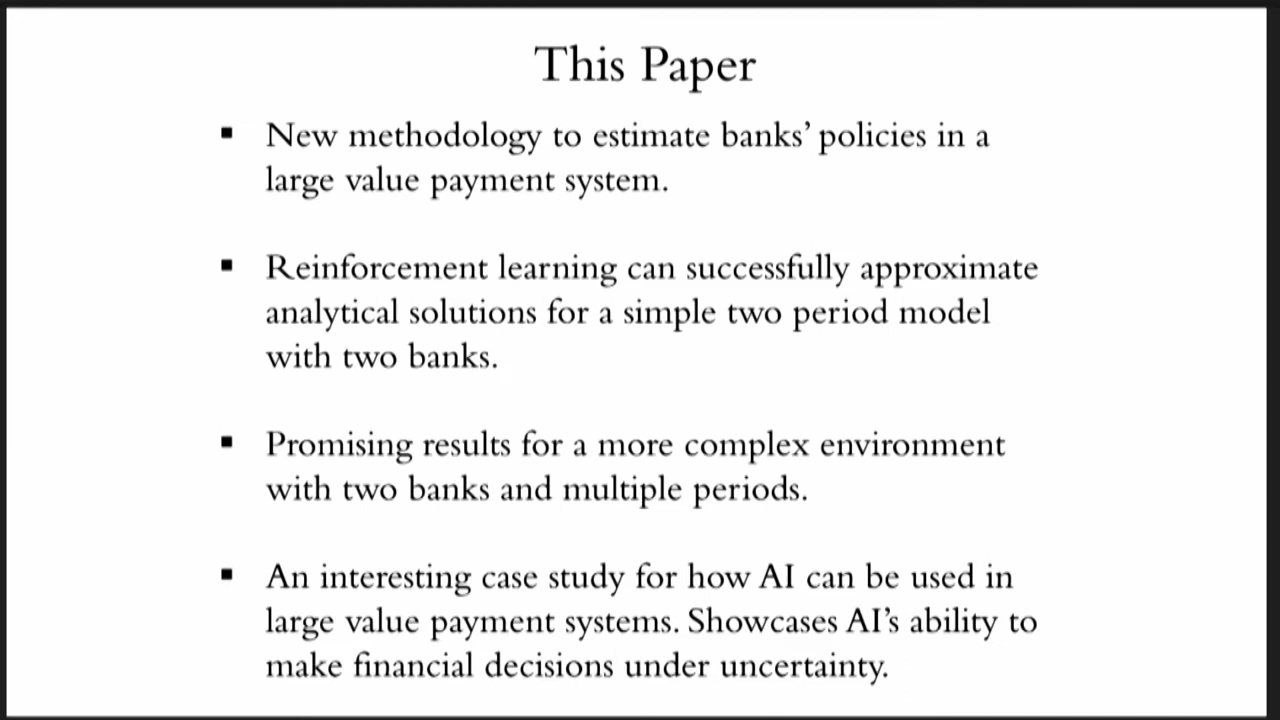 This Paper
▪ New methodology to estimate banks’ policies in a
large value payment system.
▪ Reinforcement learning can successfully approximate
analytical solutions for a simple two period model
with two banks.
▪ Promising results for a more complex environment
with two banks and multiple periods.
▪ An interesting case study for how AI can be used in
large value payment systems. Showcases AI’s ability to
make financial decisions under uncertainty.